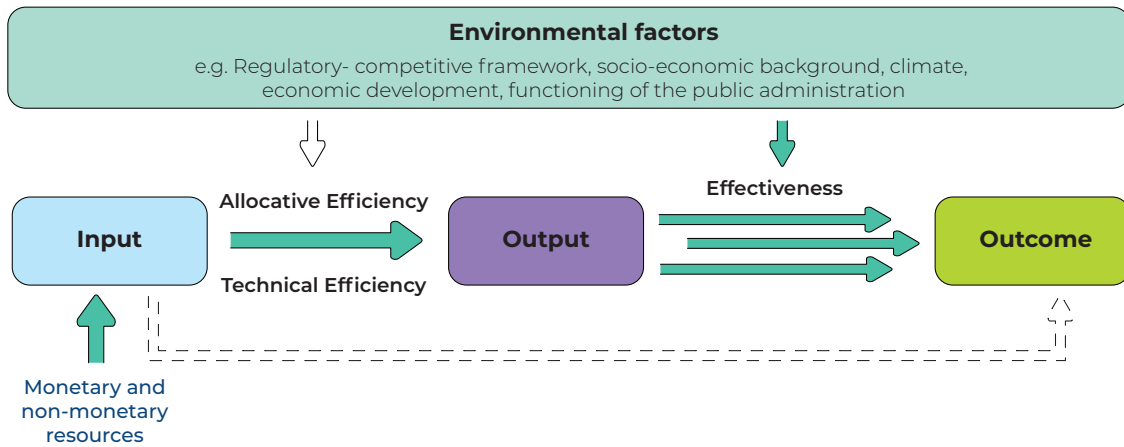 Environmental factors
e.g. Regulatory- competitive framework, socio-economic background, climate,
economic development, functioning of the public administration
Allocative Efficiency
Effectiveness
Input
Output
Outcome
Technical Efficiency
Monetary and
non-monetary
resources